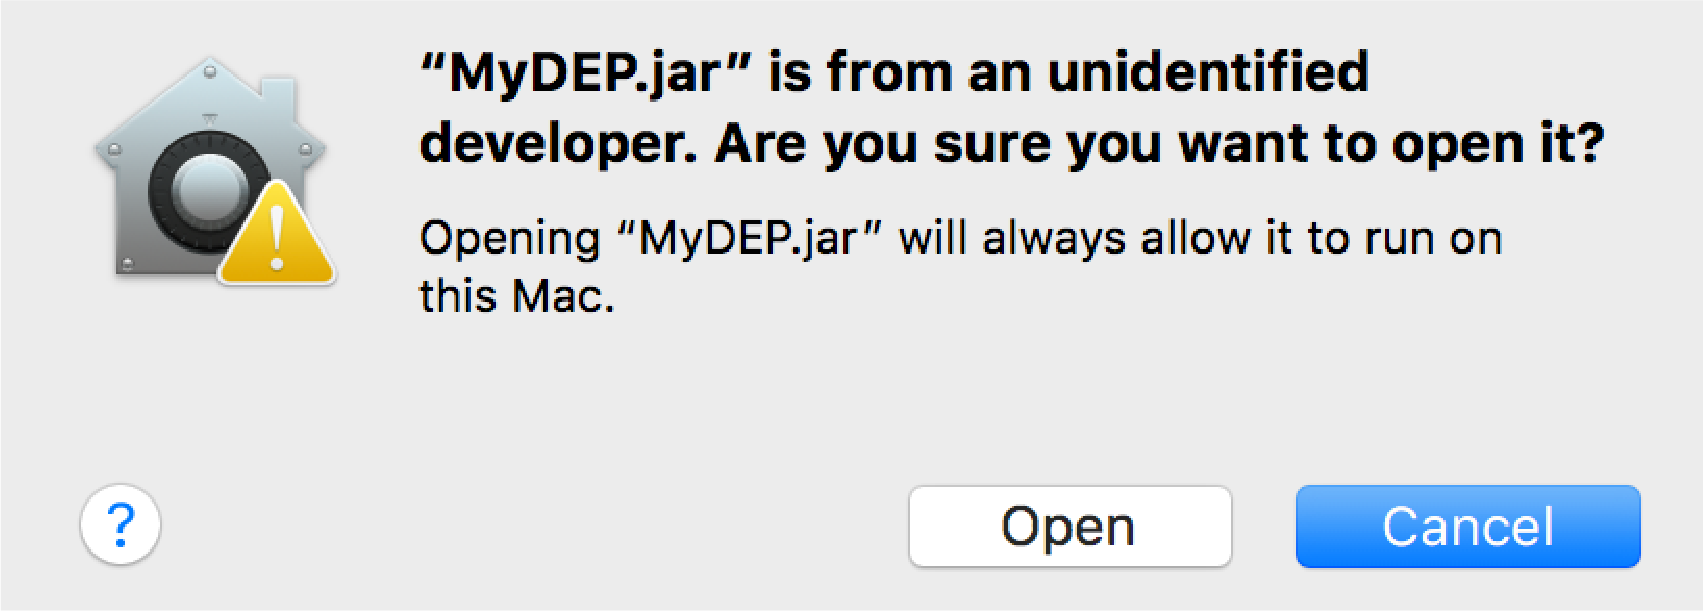 “MyDEP.jar” is from an unidentified
developer. Are you sure you want to open it?
Opening “MyDEP.jar” will always allow it to run on
this Mac.
?
Open
Cancel